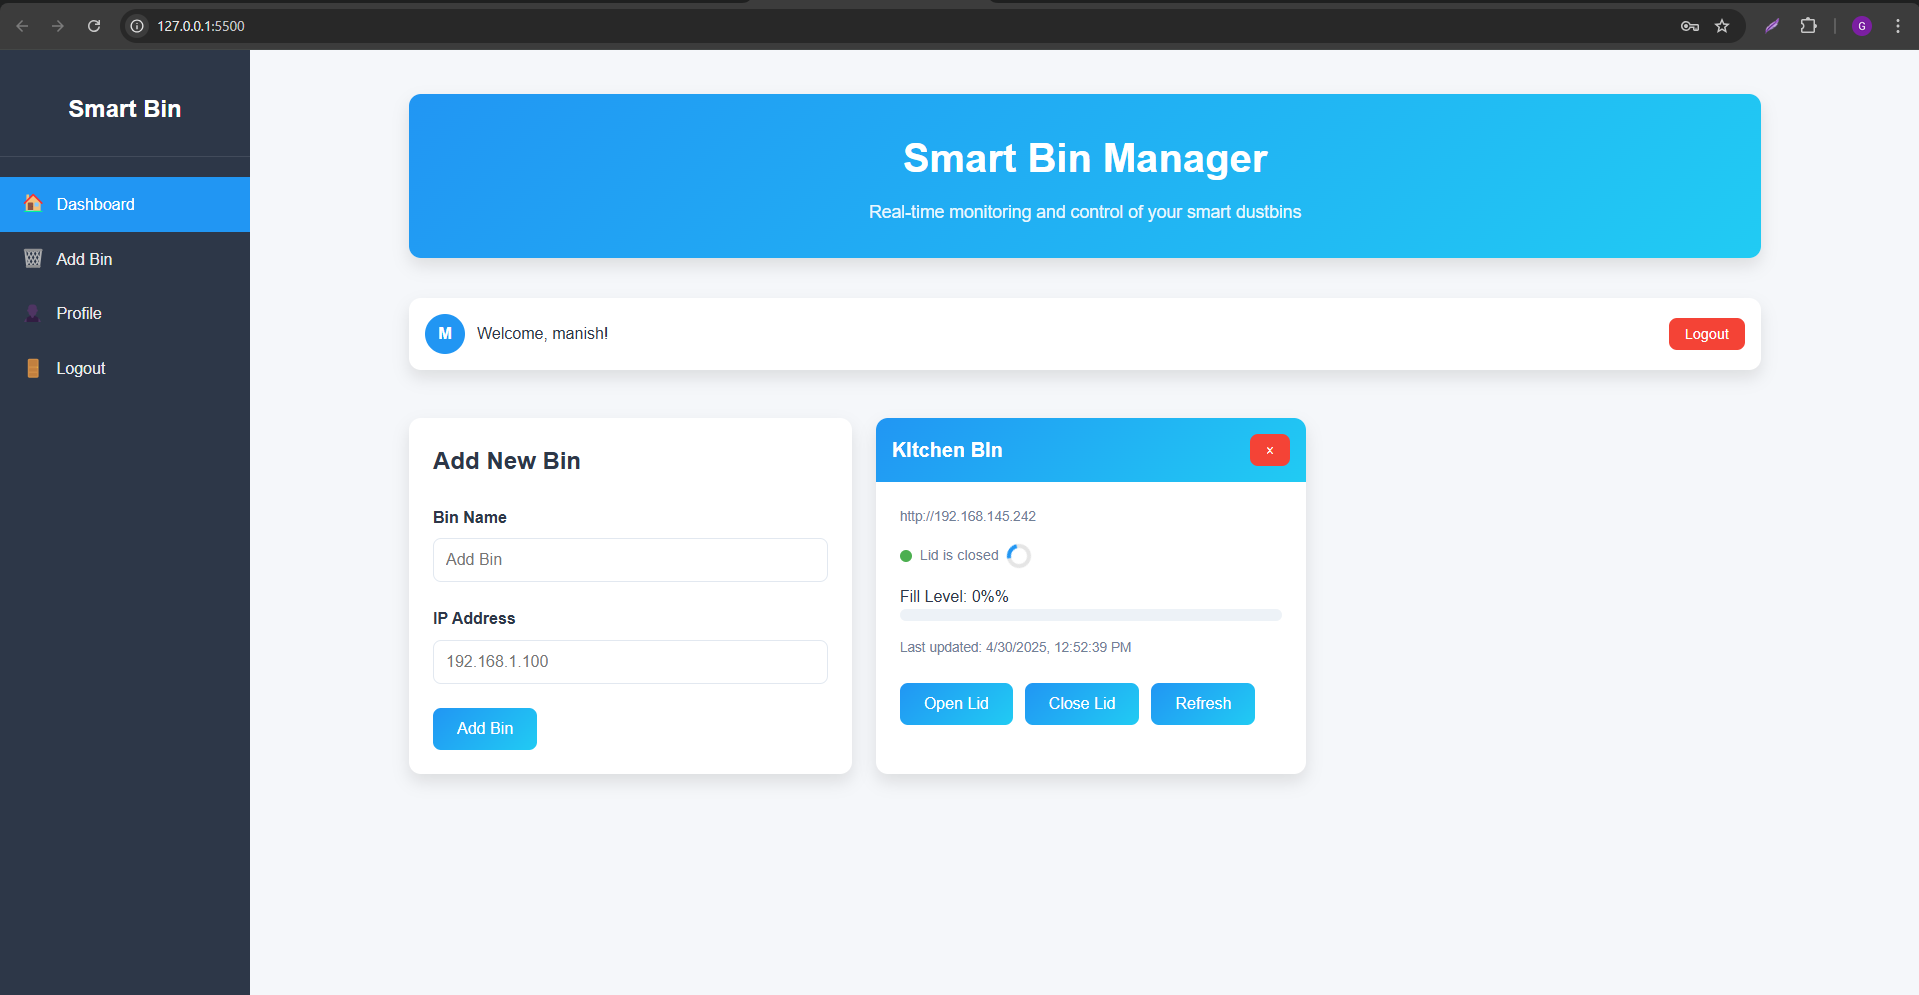 127.0.0.1:5500
G
Smart Bin
Dashboard
Add Bin
Profile
Logout
Smart Bin Manager
Real-time monitoring and control of your smart dustbins
M
Welcome, manish!
Logout
Add New Bin
Bin Name
Add Bin
IP Address
192.168.1.100
Add Bin
KItchen BIn
×
http://192.168.145.242
Lid is closed
Fill Level: 0%%
Last updated: 4/30/2025, 12:52:39 PM
Open Lid
Close Lid
Refresh